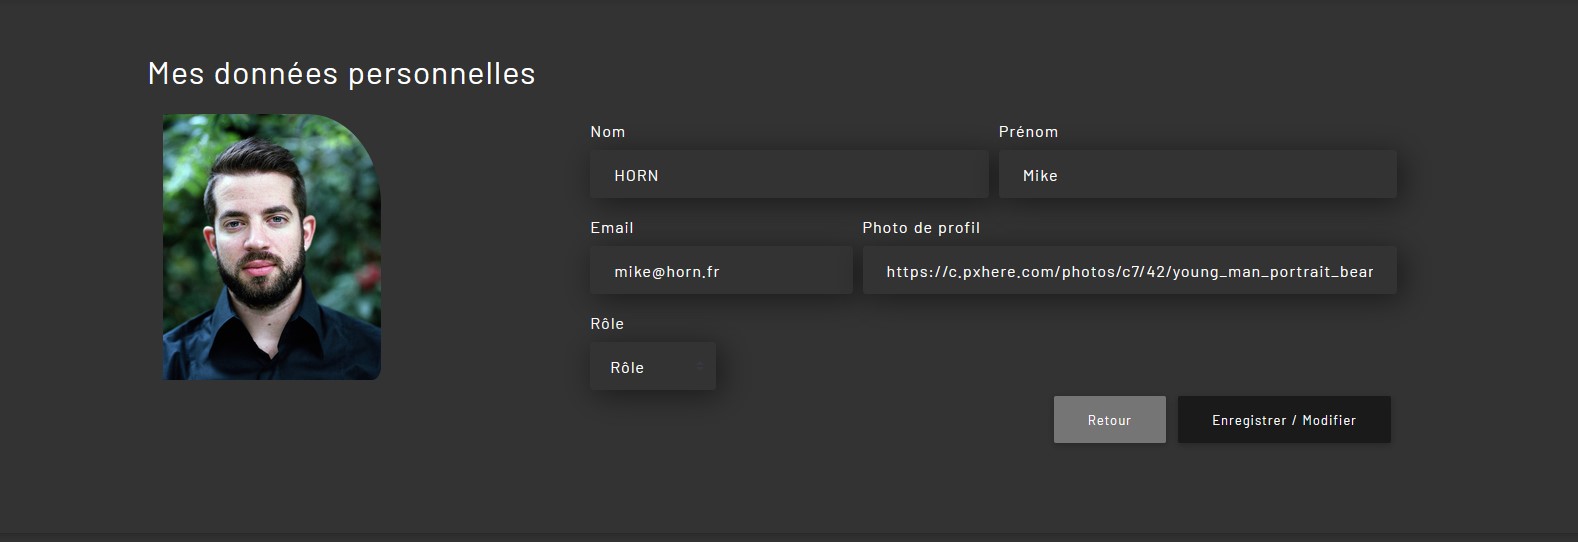 Mes données personnelles
Nom
Prénom
HORN
Mike
Email
Photo de profil
mike@horn.fr
https://c.pxhere.com/photos/c7/42/young_man_portrait_bear
Rôle
Rôle
Retour
Enregistrer / Modifier